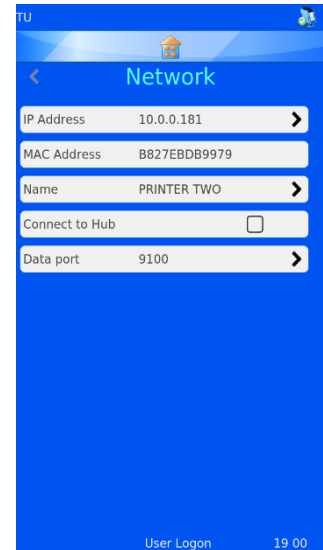 TU
Network
IP Address 10.0.0.181
MAC Address B827EBDB9979
Name PRINTER TWO
Connect to Hub
Data port 9100
User Logon 19 00